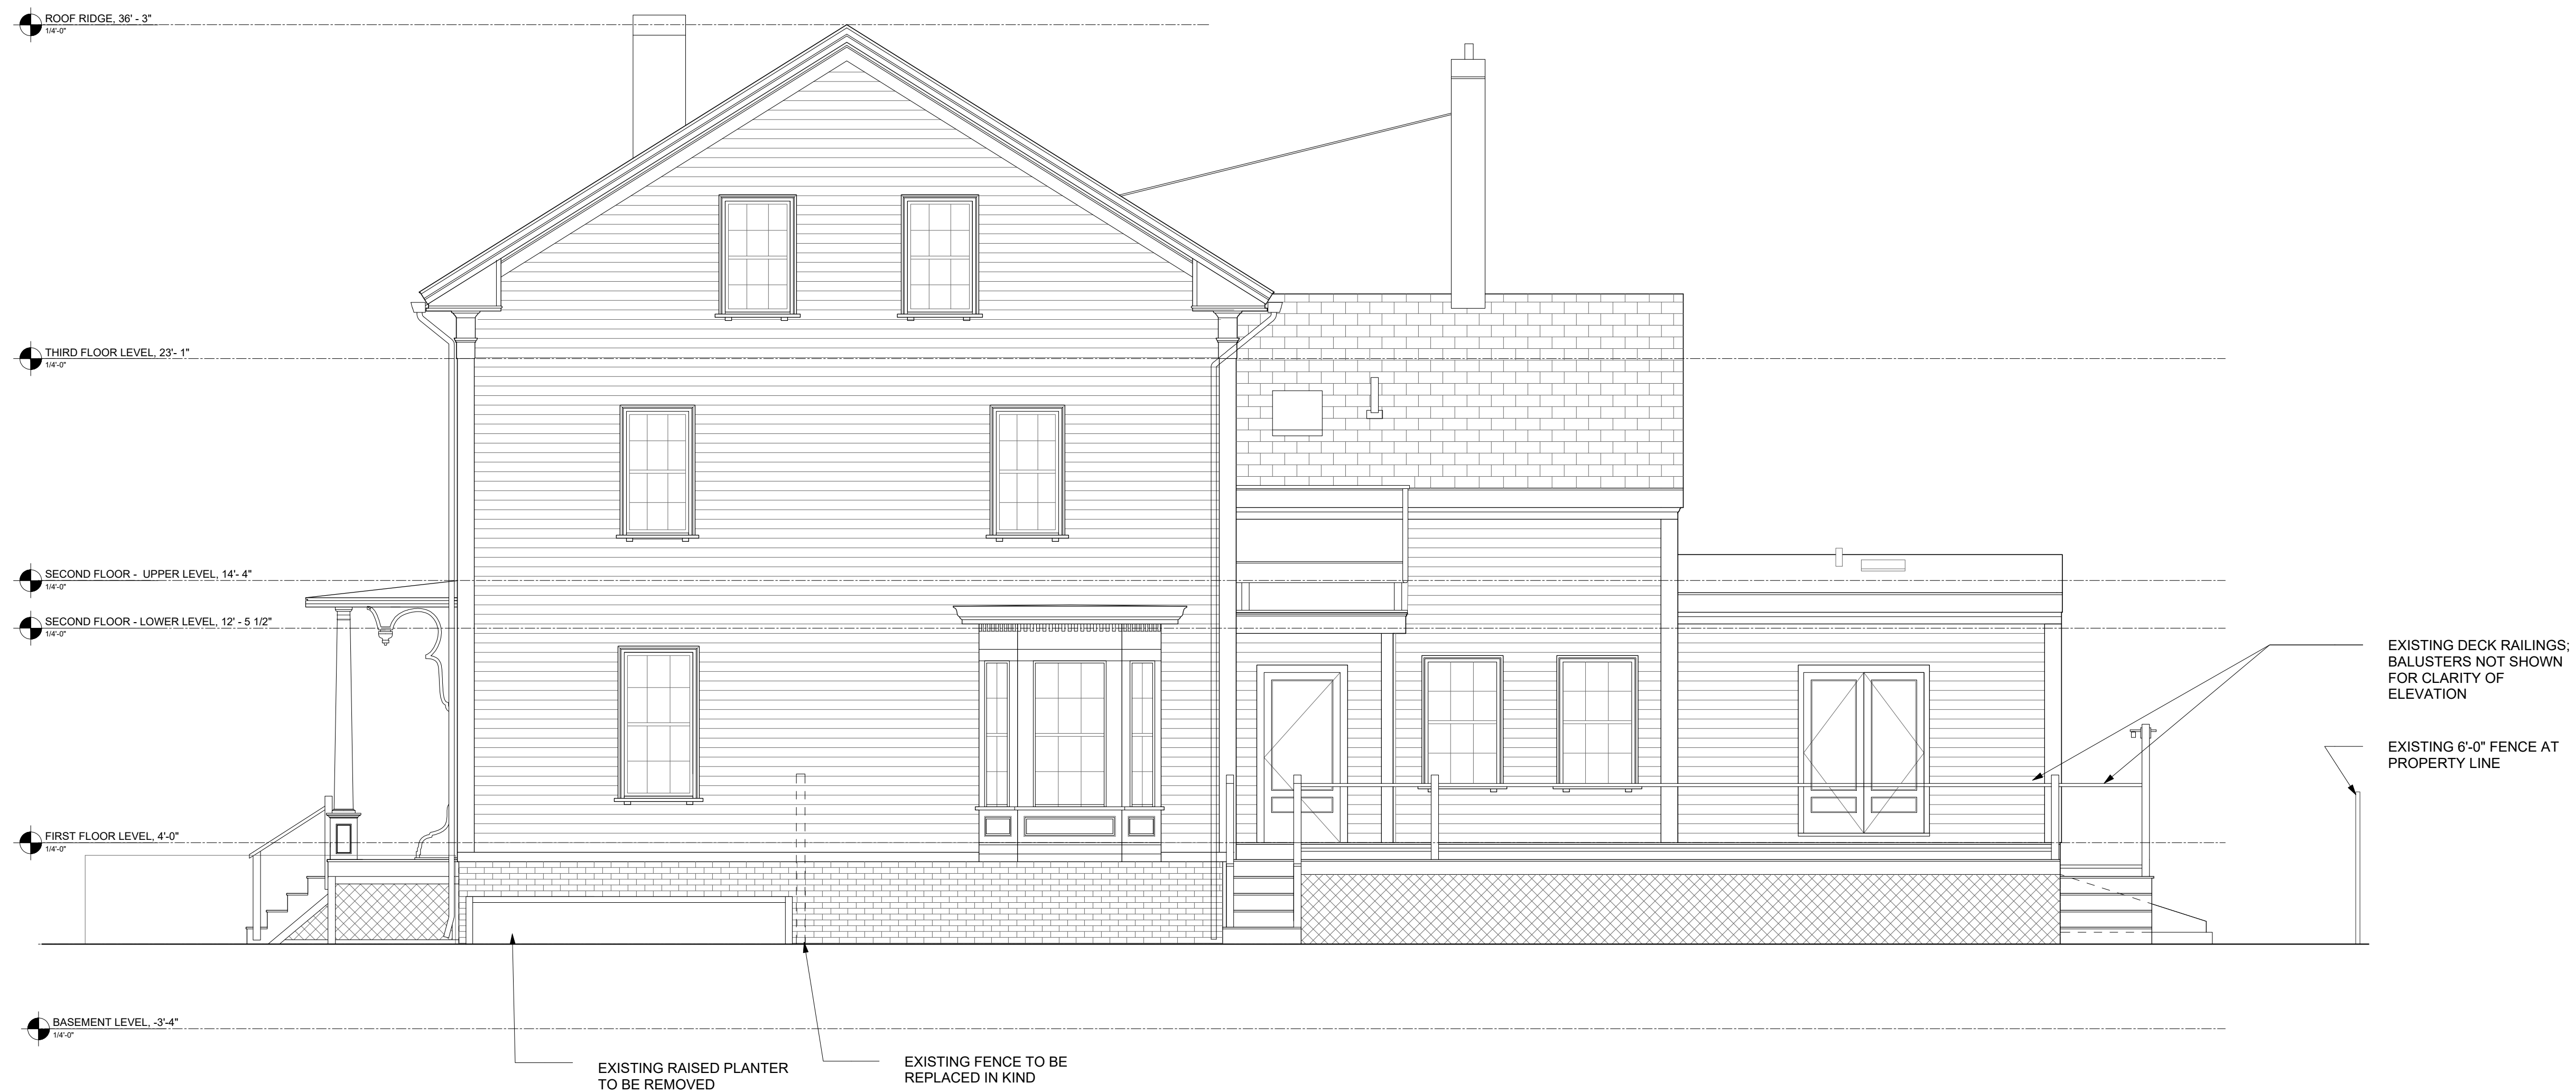 ROOF RIDGE, 36' - 3"
1/4'-0"
THIRD FLOOR LEVEL, 23'- 1"
1/4'-0"
SECOND FLOOR -  UPPER LEVEL, 14'- 4"
1/4'-0"
SECOND FLOOR - LOWER LEVEL, 12' - 5 1/2"
1/4'-0"
EXISTING DECK RAILINGS;
BALUSTERS NOT SHOWN
FOR CLARITY OF
ELEVATION
EXISTING 6'-0" FENCE AT
PROPERTY LINE
FIRST FLOOR LEVEL, 4'-0"
1/4'-0"
BASEMENT LEVEL, -3'-4"
1/4'-0"
EXISTING RAISED PLANTER
TO BE REMOVED
EXISTING FENCE TO BE
REPLACED IN KIND